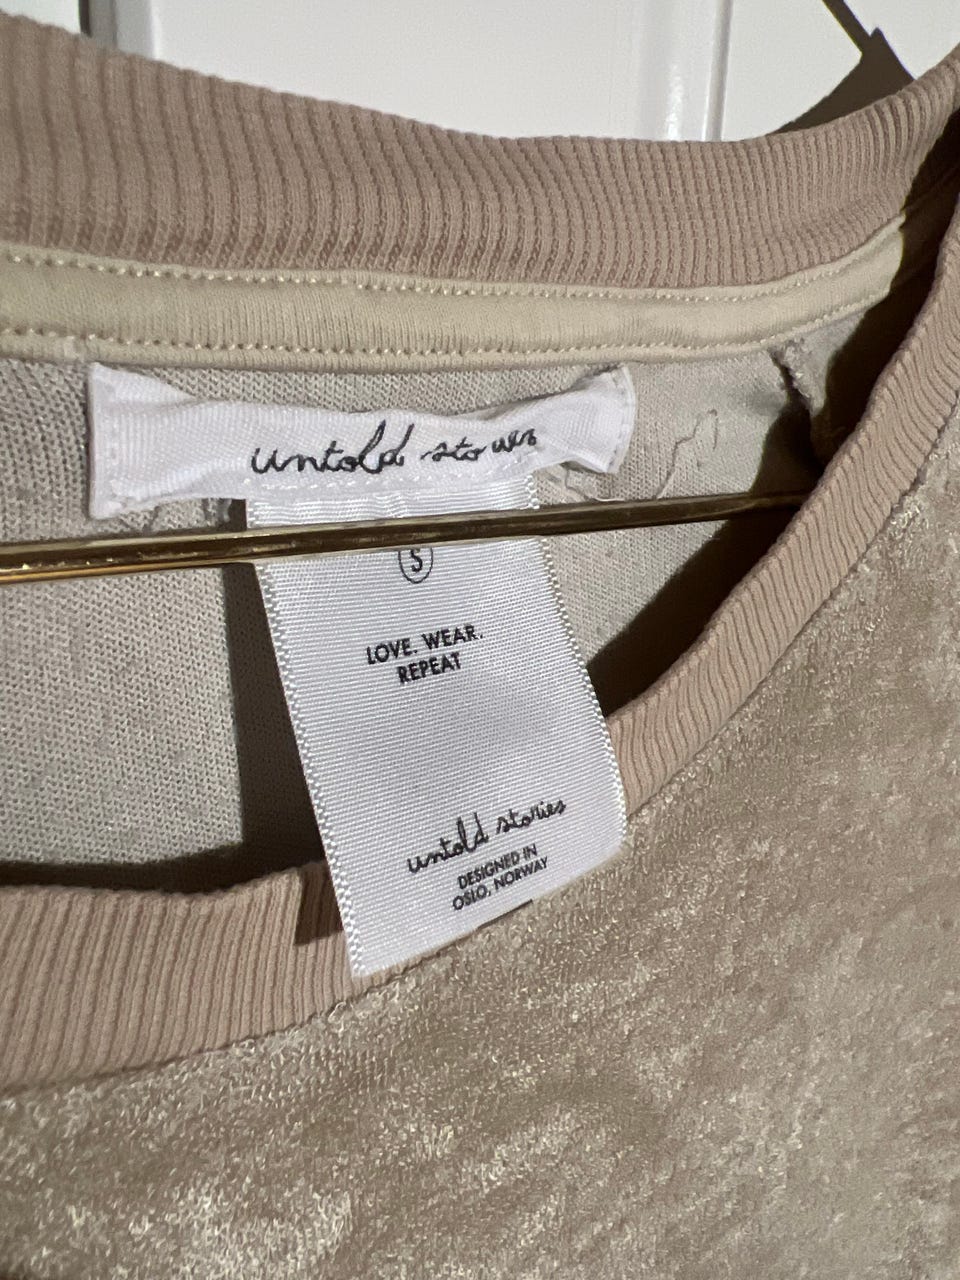 untold stories
S
LOVE. WEAR.
REPEAT
untold stories
DESIGNED IN
OSLO, NORWAY